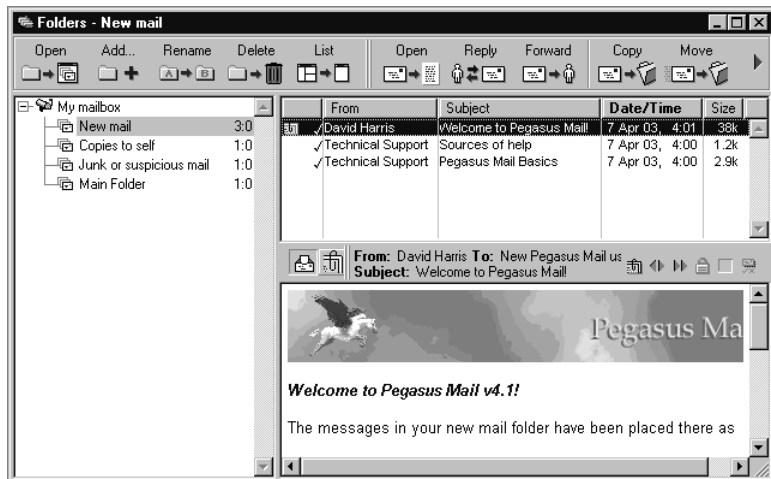 Folders - New mail
Open Add... Rename Delete List Open Reply Forward Copy Move
A B
My mailbox
New mail 3:0
Copies to self 1:0
Junk or suspicious mail 1:0
Main Folder 1:0
From Subject Date/Time Size
David Harris Welcome to Pegasus Mail! 7 Apr 03, 4:01 38k
Technical Support Sources of help 7 Apr 03, 4:00 1.2k
Technical Support Pegasus Mail Basics 7 Apr 03, 4:00 2.9k
From: David Harris To: New Pegasus Mail us
Subject: Welcome to Pegasus Mail!
Pegasus Ma
Welcome to Pegasus Mail v4.1!
The messages in your new mail folder have been placed there as